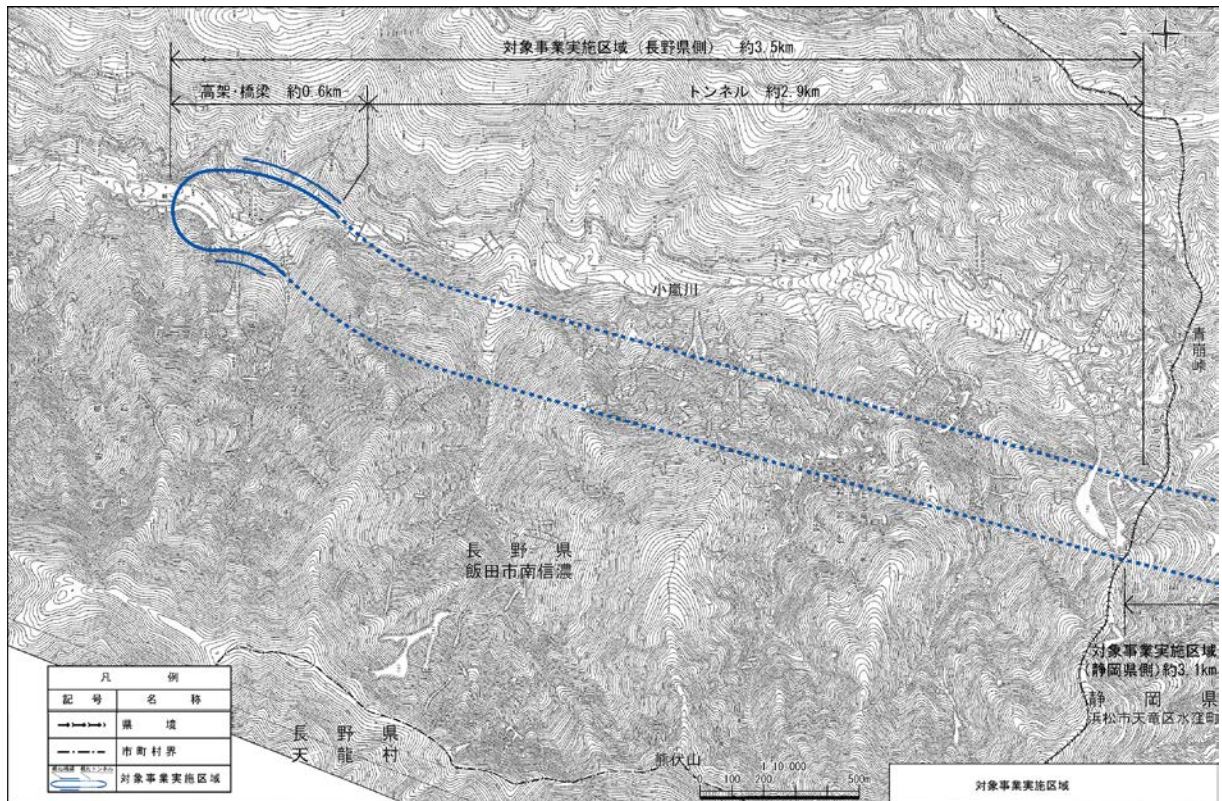 対象事業実施区域（長野県側）　約3.5km
高架・橋梁　約0.6km
トンネル　約2.9km
小嵐川
青崩峠
長野県
飯田市南信濃
対象事業実施区域
(静岡県側)約3.1km
静岡県
浜松市天竜区水窪町
長野県
天龍村
熊伏山
凡例
記号　名称
県境
市町村界
対象事業実施区域
1:10 000
0 100 200 500m
対象事業実施区域